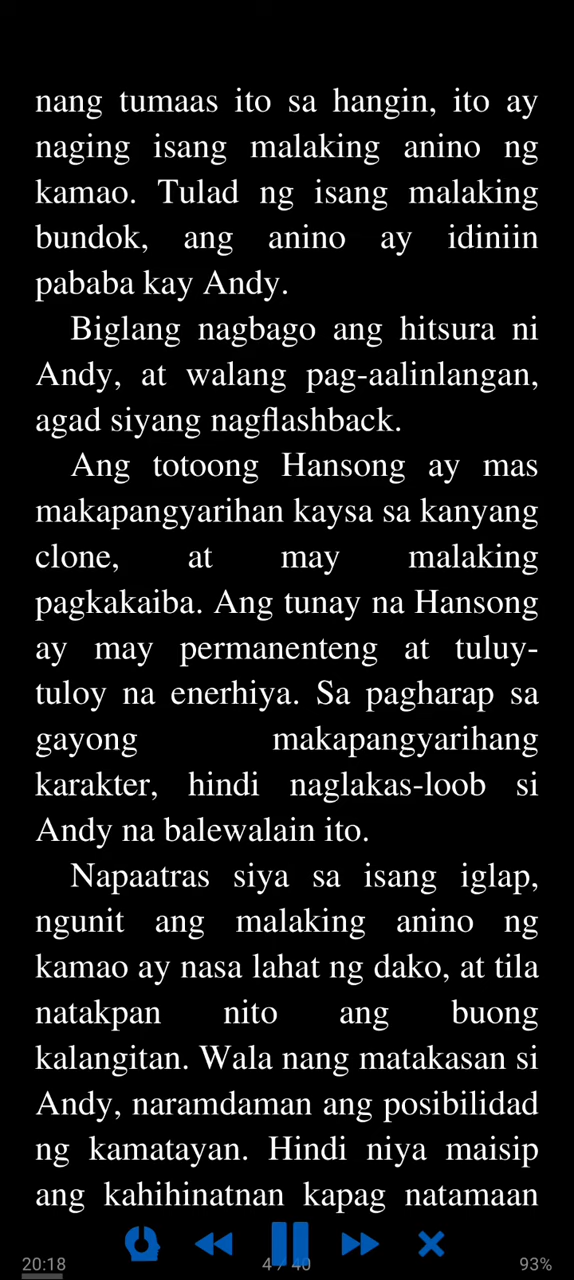 nang tumaas ito sa hangin, ito ay
naging isang malaking anino ng
kamao. Tulad ng isang malaking
bundok, ang anino ay idiniin
pababa kay Andy.
Biglang nagbago ang hitsura ni
Andy, at walang pag-aalinlangan,
agad siyang nagflashback.
Ang totoong Hansong ay mas
makapangyarihan kaysa sa kanyang
clone, at may malaking
pagkakaiba. Ang tunay na Hansong
ay may permanenteng at tuluy-
tuloy na enerhiya. Sa pagharap sa
gayong makapangyarihang
karakter, hindi naglakas-loob si
Andy na balewalain ito.
Napaatras siya sa isang iglap,
ngunit ang malaking anino ng
kamao ay nasa lahat ng dako, at tila
natakpan nito ang buong
kalangitan. Wala nang matakasan si
Andy, naramdaman ang posibilidad
ng kamatayan. Hindi niya maisip
ang kahihinatnan kapag natamaan
20:18 4 / 40 93%